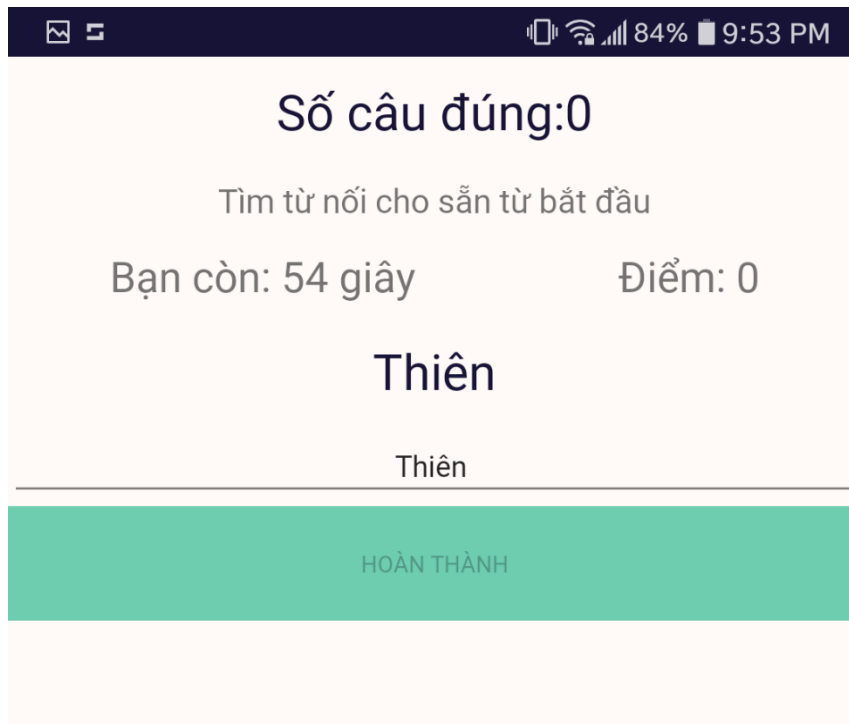 84% 9:53 PM
Số câu đúng:0
Tìm từ nối cho sẵn từ bắt đầu
Bạn còn: 54 giây Điểm: 0
Thiên
Thiên
HOÀN THÀNH